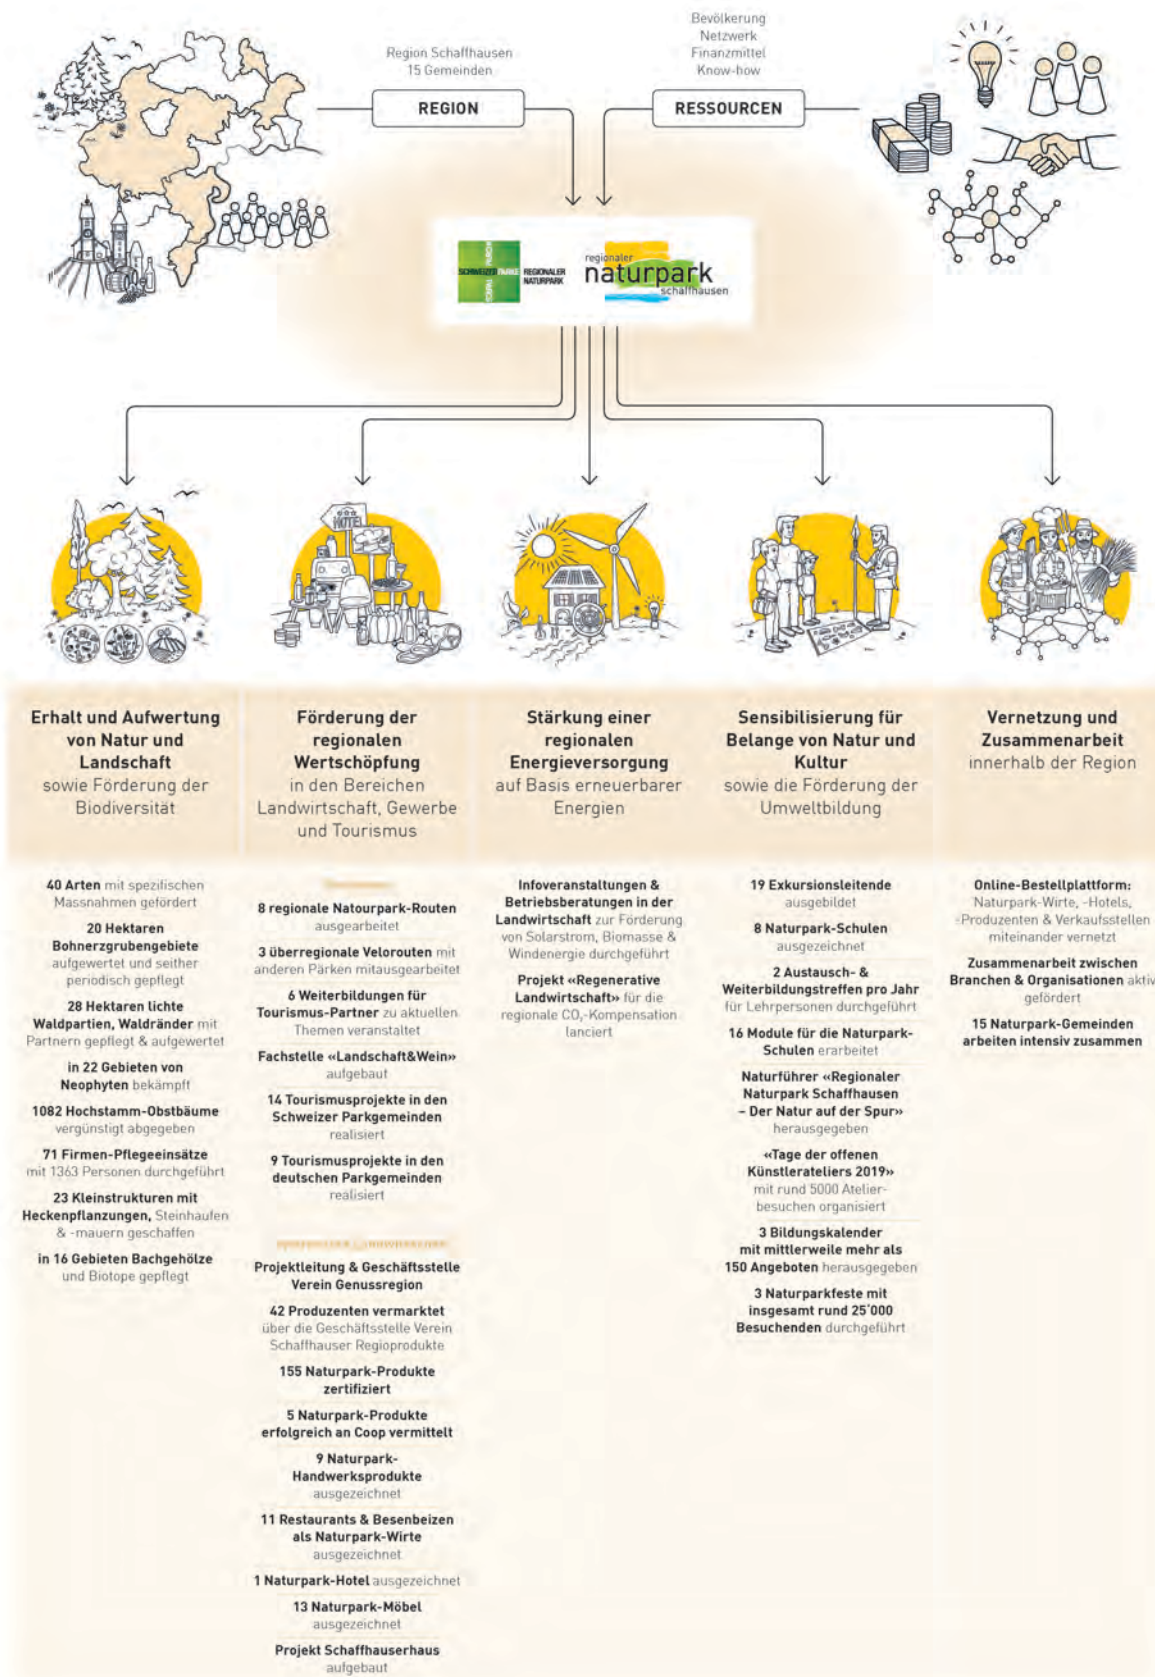 Region Schaffhausen
15 Gemeinden
REGION
Bevölkerung
Netzwerk
Finanzmittel
Know-how
RESSOURCEN
SCHWEIZER PÄRKE
REGIONALER
NATURPARK
regionaler
naturpark
schaffhausen
HOTEL
Erhalt und Aufwertung
von Natur und
Landschaft
sowie Förderung der
Biodiversität
40 Arten mit spezifischen
Massnahmen gefördert
20 Hektaren
Bohnerzgrubengebiete
aufgewertet und seither
periodisch gepflegt
28 Hektaren lichte
Waldpartien, Waldränder mit
Partnern gepflegt & aufgewertet
in 22 Gebieten von
Neophyten bekämpft
1082 Hochstamm-Obstbäume
vergünstigt abgegeben
71 Firmen-Pflegeeinsätze
mit 1363 Personen durchgeführt
23 Kleinstrukturen mit
Heckenpflanzungen, Steinhaufen
& -mauern geschaffen
in 16 Gebieten Bachgehölze
und Biotope gepflegt
Förderung der
regionalen
Wertschöpfung
in den Bereichen
Landwirtschaft, Gewerbe
und Tourismus
8 regionale Natourpark-Routen
ausgearbeitet
3 überregionale Velorouten mit
anderen Pärken mitausgearbeitet
6 Weiterbildungen für
Tourismus-Partner zu aktuellen
Themen veranstaltet
Fachstelle «Landschaft&Wein»
aufgebaut
14 Tourismusprojekte in den
Schweizer Parkgemeinden
realisiert
9 Tourismusprojekte in den
deutschen Parkgemeinden
realisiert
Projektleitung & Geschäftsstelle
Verein Genussregion
42 Produzenten vermarktet
über die Geschäftsstelle Verein
Schaffhauser Regioprodukte
155 Naturpark-Produkte
zertifiziert
5 Naturpark-Produkte
erfolgreich an Coop vermittelt
9 Naturpark-
Handwerksprodukte
ausgezeichnet
11 Restaurants & Besenbeizen
als Naturpark-Wirte
ausgezeichnet
1 Naturpark-Hotel ausgezeichnet
13 Naturpark-Möbel
ausgezeichnet
Projekt Schaffhauserhaus
aufgebaut
Stärkung einer
regionalen
Energieversorgung
auf Basis erneuerbarer
Energien
Infoveranstaltungen &
Betriebsberatungen in der
Landwirtschaft zur Förderung
von Solarstrom, Biomasse &
Windenergie durchgeführt
Projekt «Regenerative
Landwirtschaft» für die
regionale CO₂-Kompensation
lanciert
Sensibilisierung für
Belange von Natur und
Kultur
sowie die Förderung der
Umweltbildung
19 Exkursionsleitende
ausgebildet
8 Naturpark-Schulen
ausgezeichnet
2 Austausch- &
Weiterbildungstreffen pro Jahr
für Lehrpersonen durchgeführt
16 Module für die Naturpark-
Schulen erarbeitet
Naturführer «Regionaler
Naturpark Schaffhausen
– Der Natur auf der Spur»
herausgegeben
«Tage der offenen
Künstlerateliers 2019»
mit rund 5000 Atelier-
besuchen organisiert
3 Bildungskalender
mit mittlerweile mehr als
150 Angeboten herausgegeben
3 Naturparkfeste mit
insgesamt rund 25'000
Besuchenden durchgeführt
Vernetzung und
Zusammenarbeit
innerhalb der Region
Online-Bestellplattform:
Naturpark-Wirte, -Hotels,
-Produzenten & Verkaufsstellen
miteinander vernetzt
Zusammenarbeit zwischen
Branchen & Organisationen aktiv
gefördert
15 Naturpark-Gemeinden
arbeiten intensiv zusammen